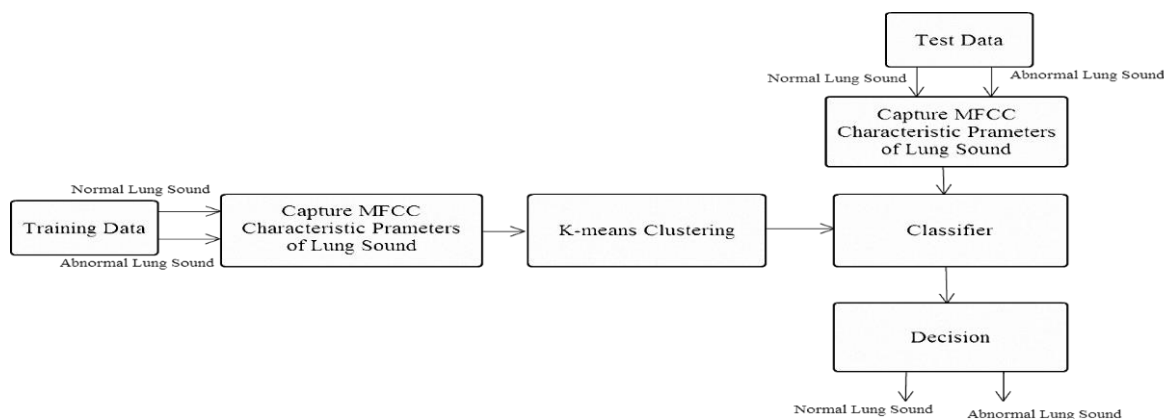 Test Data
Normal Lung Sound
Abnormal Lung Sound
Capture MFCC
Characteristic Prameters
of Lung Sound
Normal Lung Sound
Training Data
Abnormal Lung Sound
Capture MFCC
Characteristic Prameters
of Lung Sound
K-means Clustering
Classifier
Decision
Normal Lung Sound
Abnormal Lung Sound